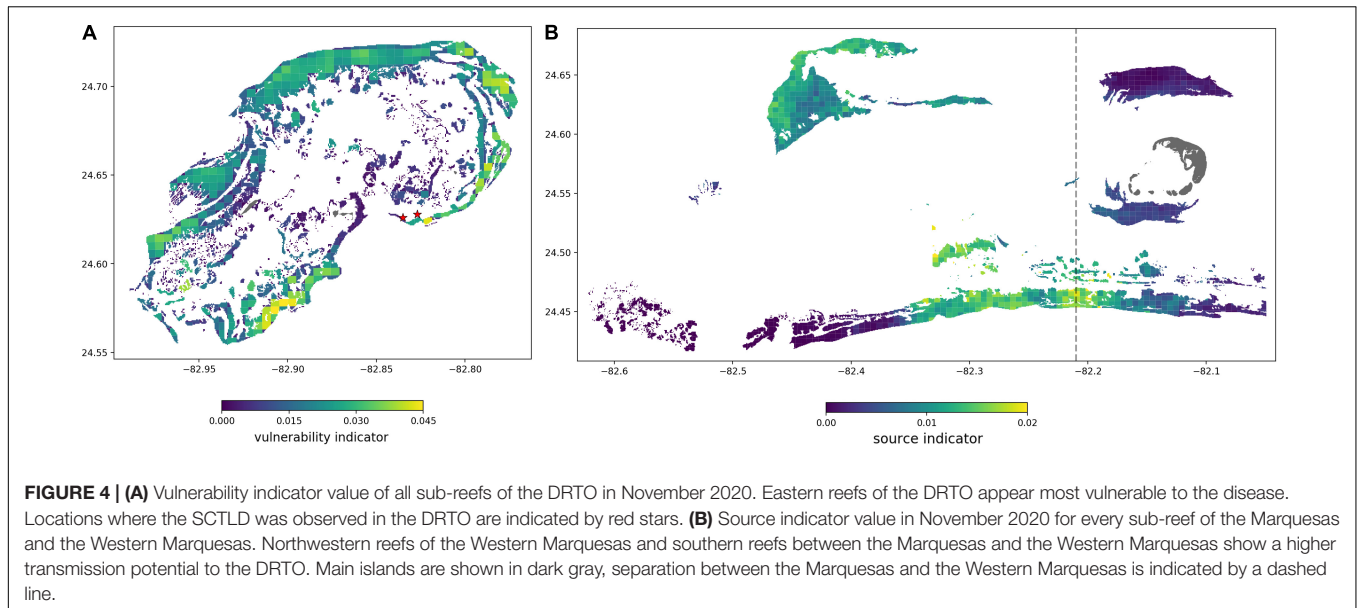 A
24.70
24.65
24.60
24.55
−82.95
−82.90
−82.85
−82.80
0.000
0.015
0.030
0.045
vulnerability indicator
B
24.65
24.60
24.55
24.50
24.45
−82.6
−82.5
−82.4
−82.3
−82.2
−82.1
0.00
0.01
0.02
source indicator
FIGURE 4 | (A) Vulnerability indicator value of all sub-reefs of the DRTO in November 2020. Eastern reefs of the DRTO appear most vulnerable to the disease.
Locations where the SCTLD was observed in the DRTO are indicated by red stars. (B) Source indicator value in November 2020 for every sub-reef of the Marquesas
and the Western Marquesas. Northwestern reefs of the Western Marquesas and southern reefs between the Marquesas and the Western Marquesas show a higher
transmission potential to the DRTO. Main islands are shown in dark gray, separation between the Marquesas and the Western Marquesas is indicated by a dashed
line.